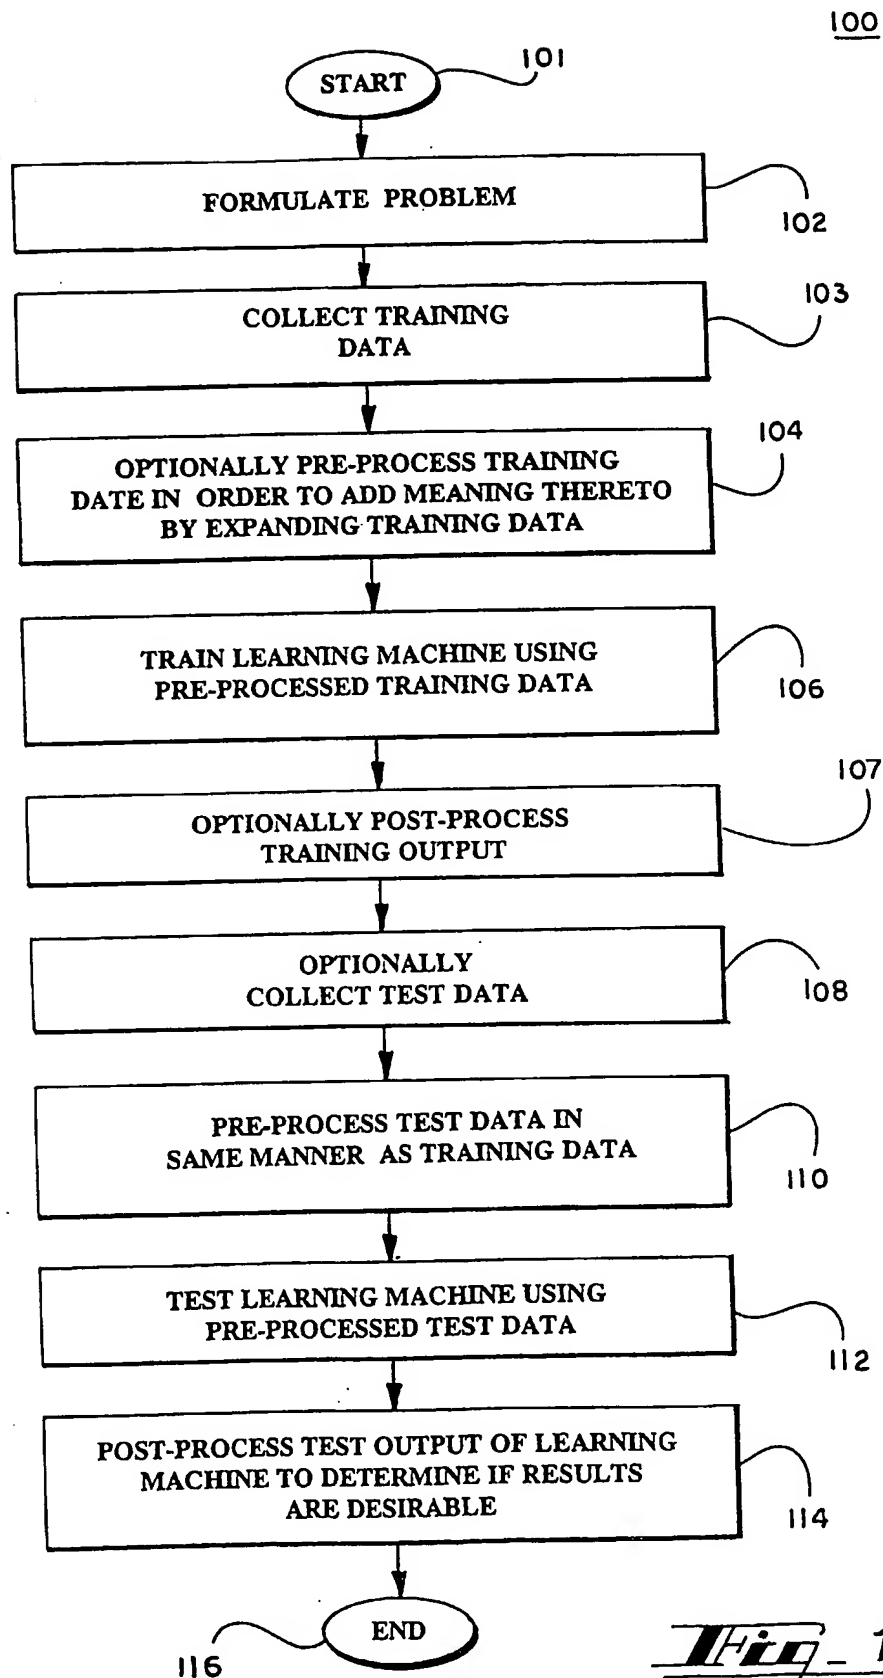 100
START
101
FORMULATE PROBLEM
102
COLLECT TRAINING
DATA
103
OPTIONALLY PRE-PROCESS TRAINING
DATE IN ORDER TO ADD MEANING THERETO
BY EXPANDING TRAINING DATA
104
TRAIN LEARNING MACHINE USING
PRE-PROCESSED TRAINING DATA
106
OPTIONALLY POST-PROCESS
TRAINING OUTPUT
107
OPTIONALLY
COLLECT TEST DATA
108
PRE-PROCESS TEST DATA IN
SAME MANNER AS TRAINING DATA
110
TEST LEARNING MACHINE USING
PRE-PROCESSED TEST DATA
112
POST-PROCESS TEST OUTPUT OF LEARNING
MACHINE TO DETERMINE IF RESULTS
ARE DESIRABLE
114
END
116
Fig_1